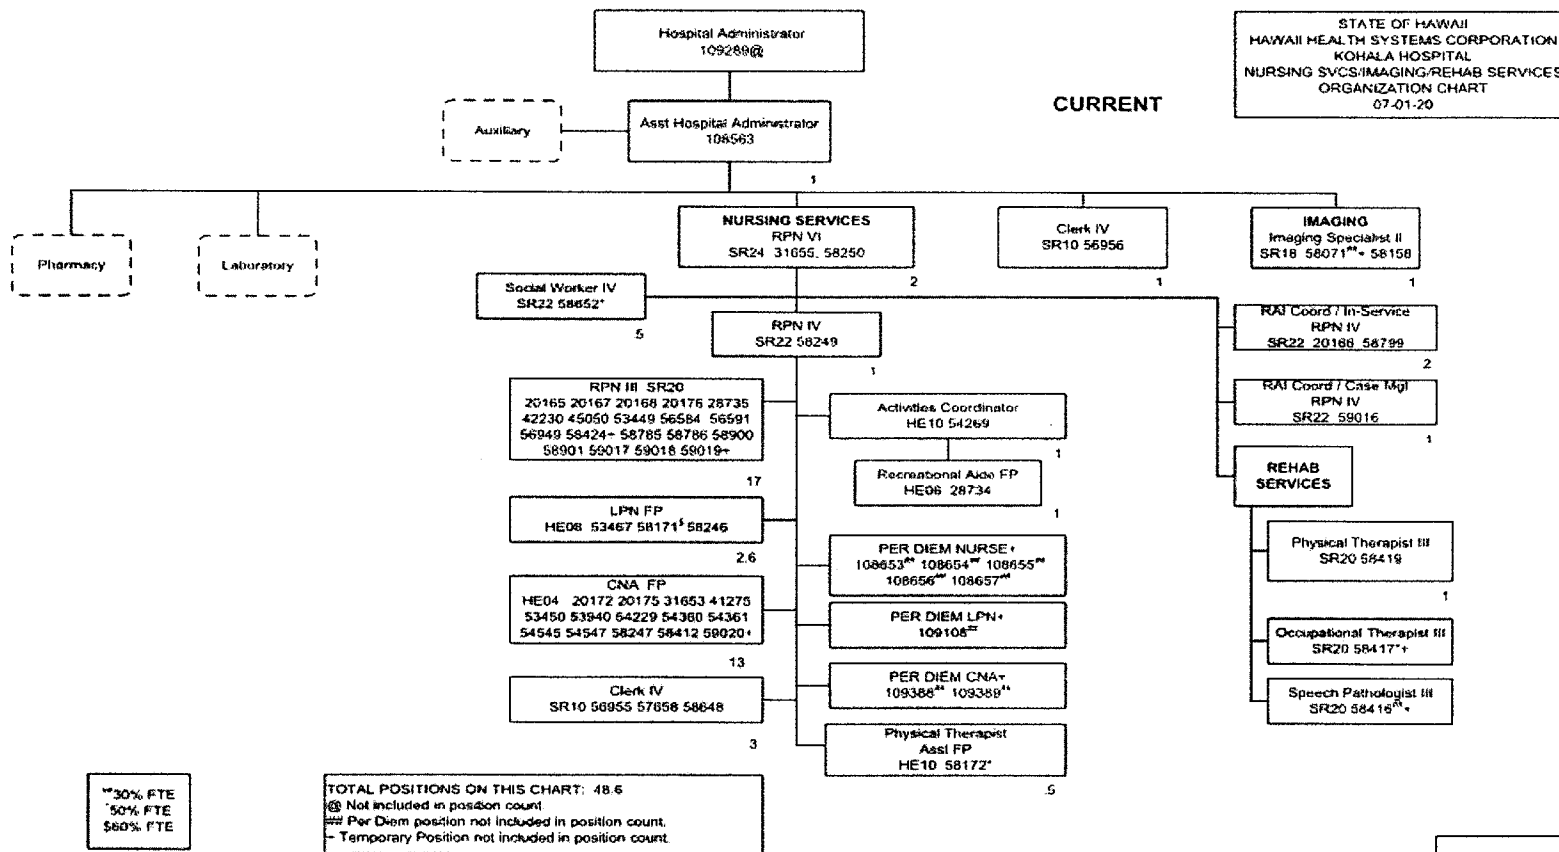 Hospital Administrator
109289@
STATE OF HAWAII
HAWAII HEALTH SYSTEMS CORPORATION
KOHALA HOSPITAL
NURSING SVCS/IMAGING/REHAB SERVICES
ORGANIZATION CHART
07-01-20
CURRENT
Auxiliary
Asst Hospital Administrator
108563
1
Pharmacy
Laboratory
NURSING SERVICES
RPN VI
SR24 31655, 58250
2
Clerk IV
SR10 56956
1
IMAGING
Imaging Specialist II
SR18 58071##+ 58158
1
Social Worker IV
SR22 58652*
.5
RPN IV
SR22 58249
1
RAI Coord / In-Service
RPN IV
SR22 20166 58799
2
RAI Coord / Case Mgt
RPN IV
SR22 59016
1
RPN III SR20
20165 20167 20168 20176 28735
42230 45050 53449 56584 56591
56949 58424+ 58785 58786 58900
58901 59017 59018 59019+
17
Activities Coordinator
HE10 54269
1
Recreational Aide FP
HE06 28734
1
REHAB
SERVICES
LPN FP
HE08 53467 58171$ 58246
2.6
PER DIEM NURSE+
108653## 108654## 108655##
108656## 108657##
Physical Therapist III
SR20 58419
1
CNA FP
HE04 20172 20175 31653 41275
53450 53940 54229 54360 54361
54545 54547 58247 58412 59020+
13
PER DIEM LPN+
109108##
Occupational Therapist III
SR20 58417*+
PER DIEM CNA+
109388## 109389##
Clerk IV
SR10 56955 57658 58648
3
Speech Pathologist III
SR20 58416##+
Physical Therapist
Asst FP
HE10 58172*
.5
**30% FTE
*50% FTE
$60% FTE
TOTAL POSITIONS ON THIS CHART: 48.6
@ Not included in position count.
## Per Diem position not included in position count.
+ Temporary Position not included in position count.